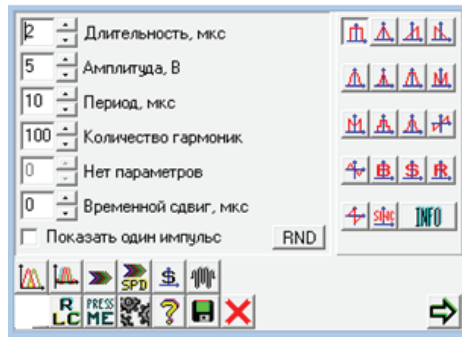 2 Длительность, мкс
5 Амплитуда, В
10 Период, мкс
100 Количество гармоник
0 Нет параметров
0 Временной сдвиг, мкс
Показать один импульс RND
M
M
B S R
SINC INFO
SPD $
R LC PRESS ME ?